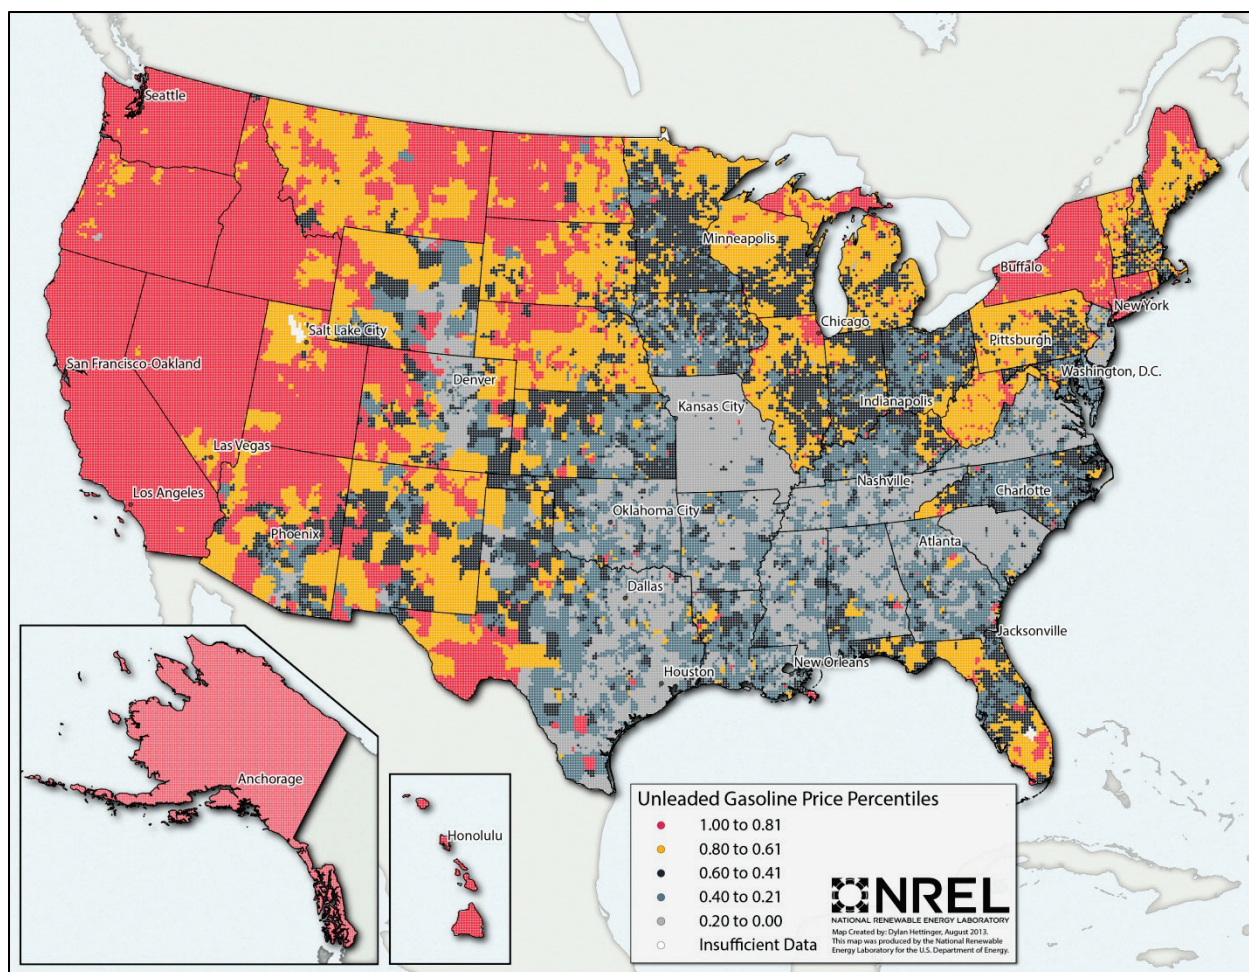 Seattle
Minneapolis
Buffalo
New York
Chicago
Salt Lake City
Pittsburgh
San Francisco-Oakland
Washington, D.C.
Denver
Kansas City
Indianapolis
Las Vegas
Nashville
Los Angeles
Charlotte
Oklahoma City
Phoenix
Atlanta
Dallas
Jacksonville
New Orleans
Houston
Anchorage
Honolulu
Unleaded Gasoline Price Percentiles
1.00 to 0.81
0.80 to 0.61
0.60 to 0.41
0.40 to 0.21
0.20 to 0.00
Insufficient Data
NREL
NATIONAL RENEWABLE ENERGY LABORATORY
Map Created by: Dylan Hettinger, August 2013.
This map was produced by the National Renewable
Energy Laboratory for the U.S. Department of Energy.